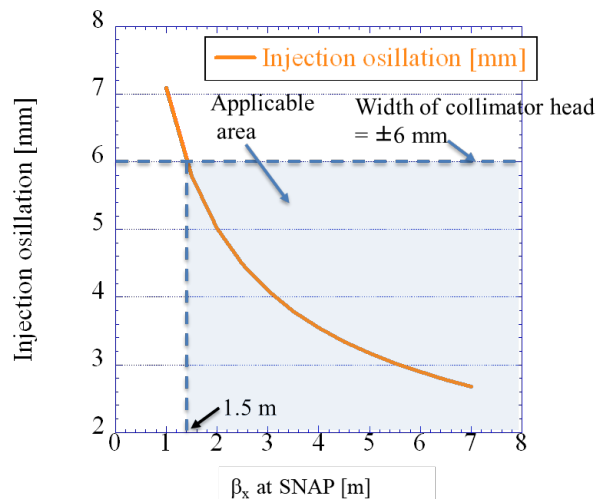 Injection osillation [mm]
8
7
6
5
4
3
2
Injection osillation [mm]
Applicable
area
Width of collimator head
= ±6 mm
1.5 m
0 1 2 3 4 5 6 7 8
βx at SNAP [m]